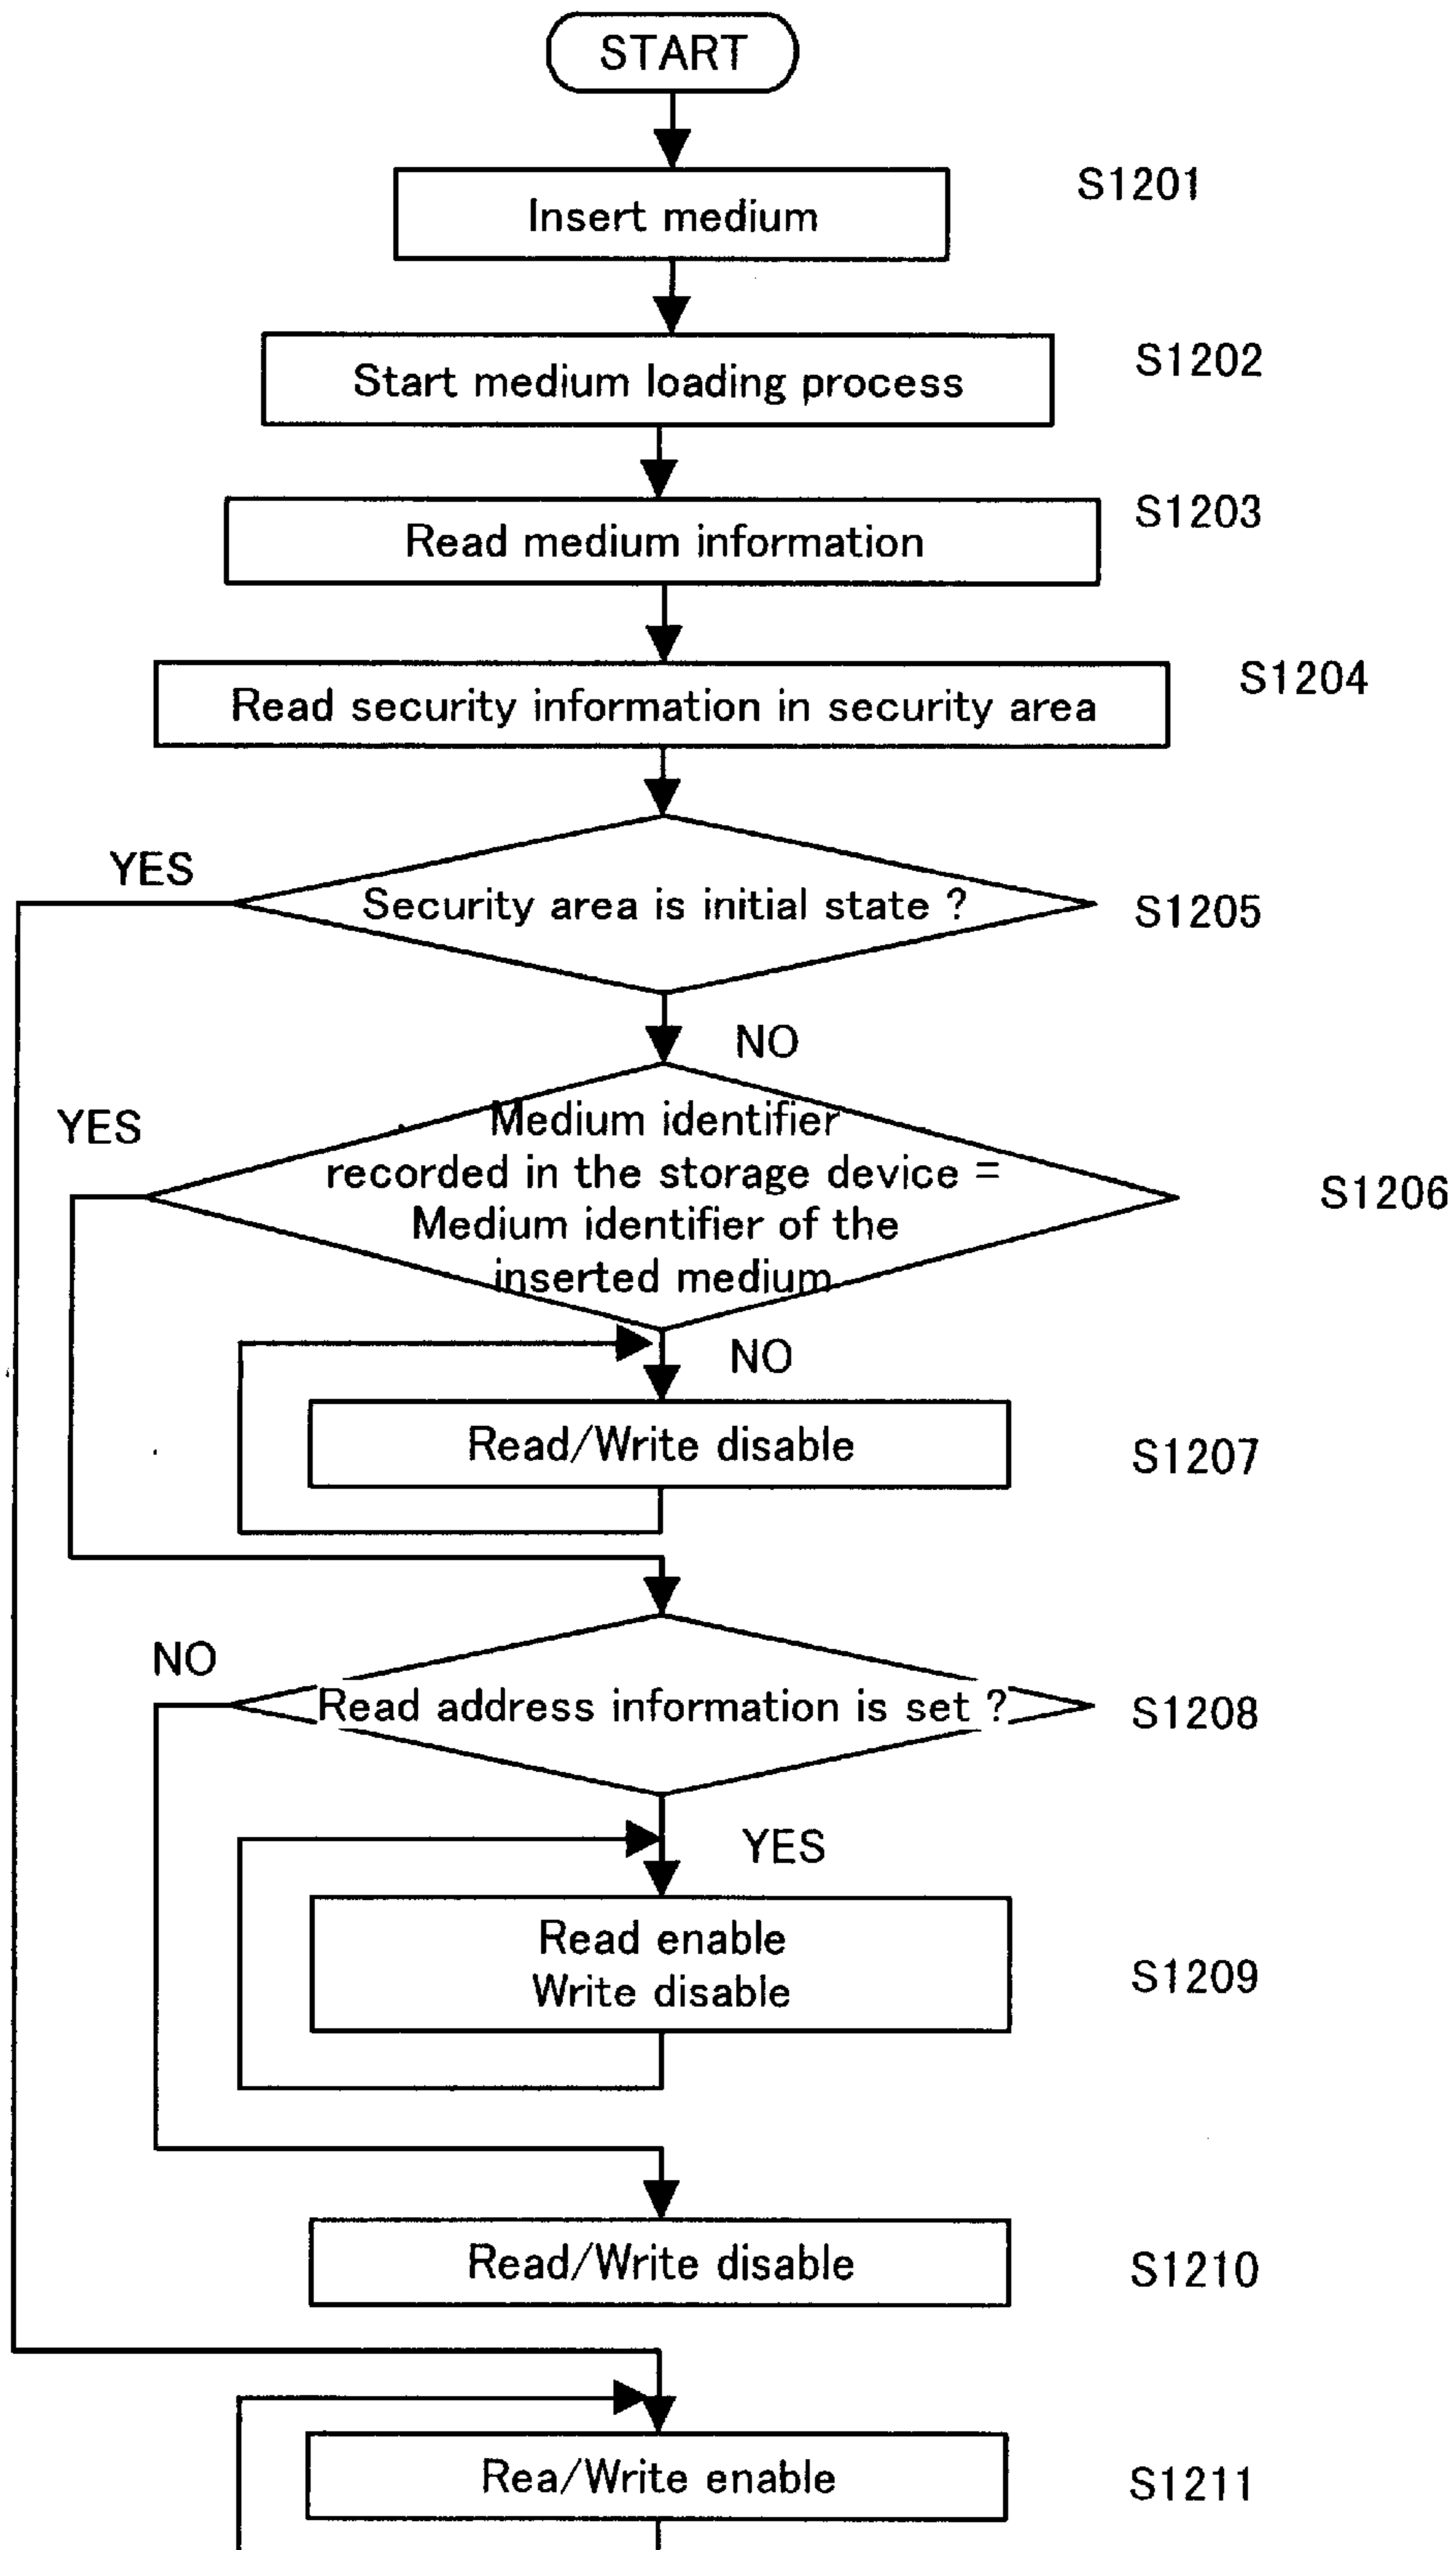 START
Insert medium
S1201
Start medium loading process
S1202
Read medium information
S1203
Read security information in security area
S1204
YES
Security area is initial state ?
S1205
NO
YES
Medium identifier
recorded in the storage device =
Medium identifier of the
inserted medium
S1206
NO
Read/Write disable
S1207
NO
Read address information is set ?
S1208
YES
Read enable
Write disable
S1209
Read/Write disable
S1210
Rea/Write enable
S1211